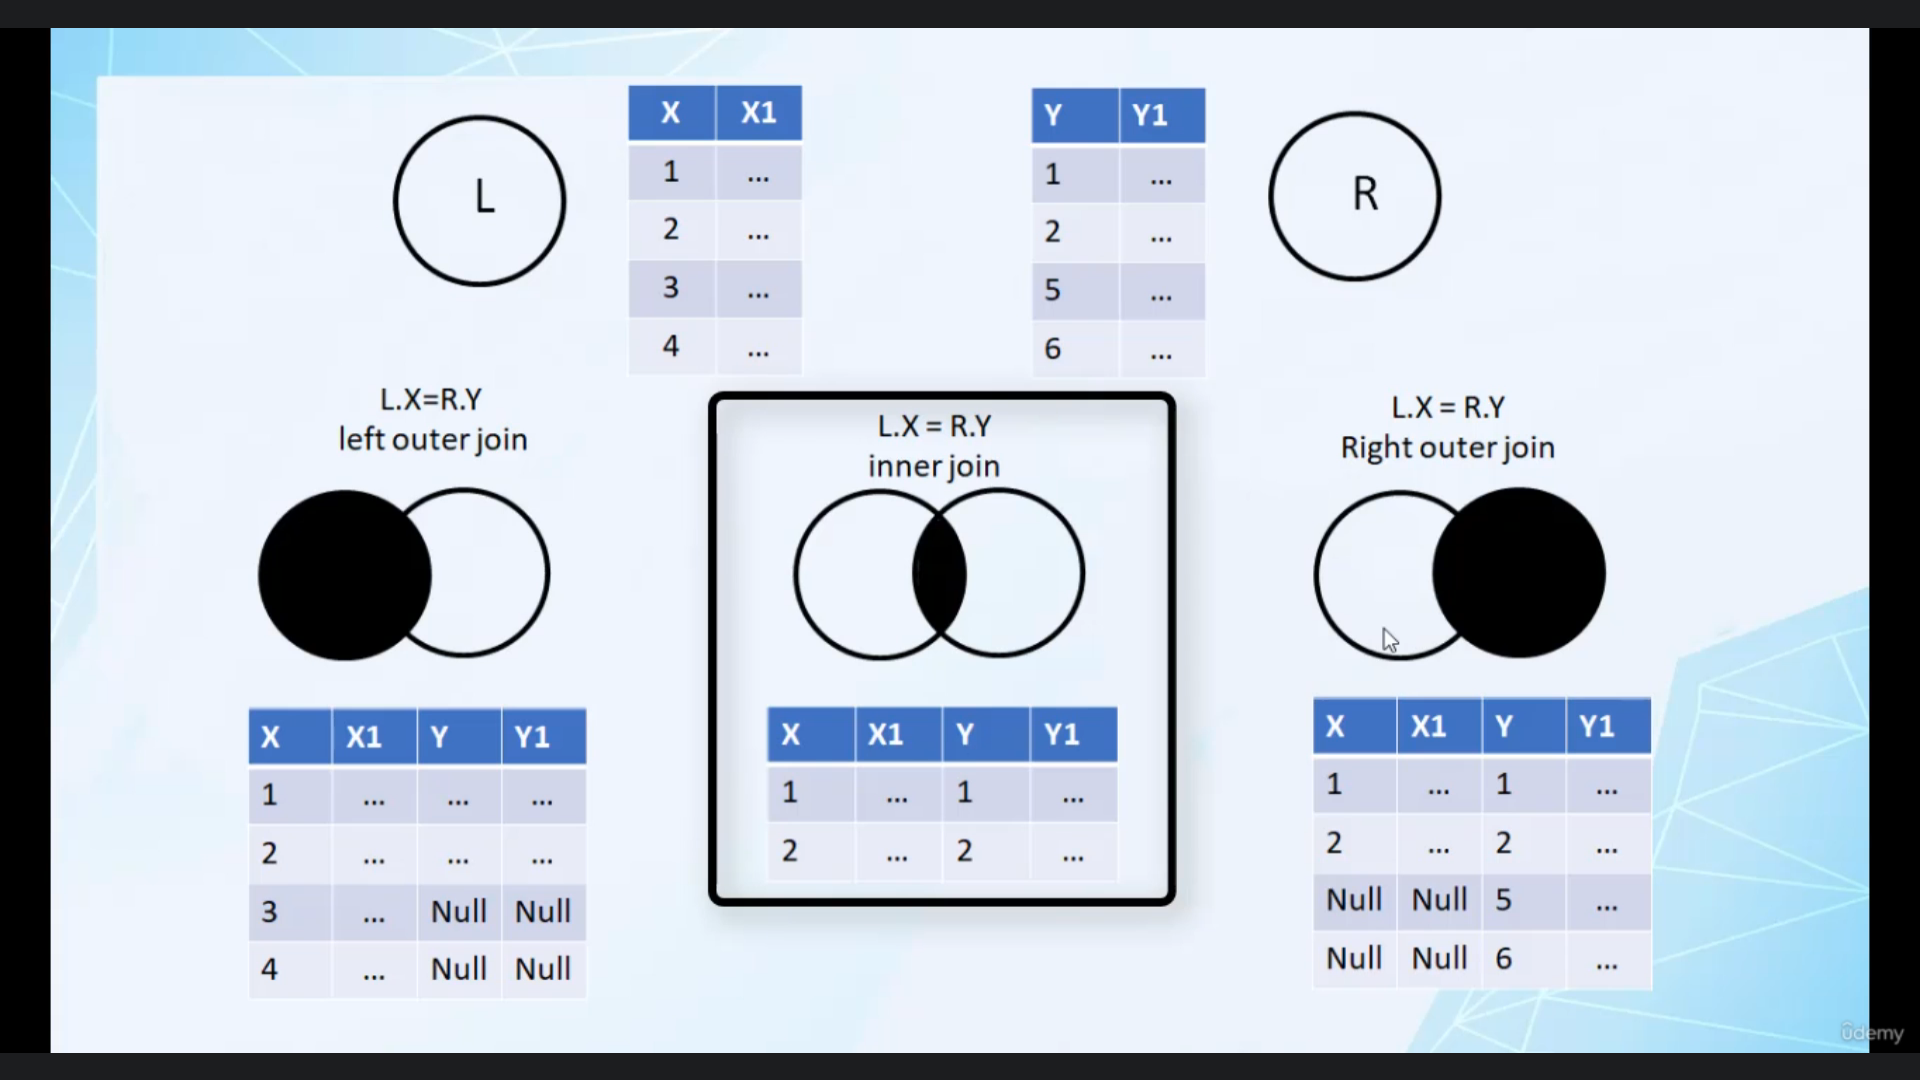 L
X X1
1 ...
2 ...
3 ...
4 ...
Y Y1
1 ...
2 ...
5 ...
6 ...
R
L.X=R.Y
left outer join
X X1 Y Y1
1 ... ... ...
2 ... ... ...
3 ... Null Null
4 ... Null Null
L.X = R.Y
inner join
X X1 Y Y1
1 ... 1 ...
2 ... 2 ...
L.X = R.Y
Right outer join
X X1 Y Y1
1 ... 1 ...
2 ... 2 ...
Null Null 5 ...
Null Null 6 ...
ûdemy